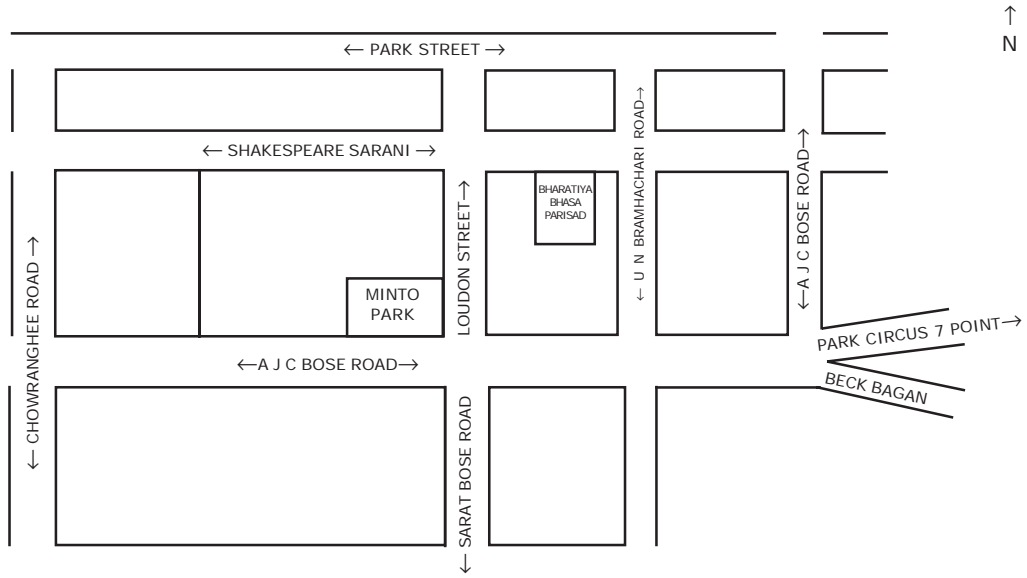 ↑
N
← PARK STREET →
← SHAKESPEARE SARANI →
← U N BRAMHACHARI ROAD→
←A J C BOSE ROAD→
BHARATIYA
BHASA
PARISAD
LOUDON STREET→
← CHOWRANGHEE ROAD →
MINTO
PARK
PARK CIRCUS 7 POINT→
←A J C BOSE ROAD→
BECK BAGAN
← SARAT BOSE ROAD